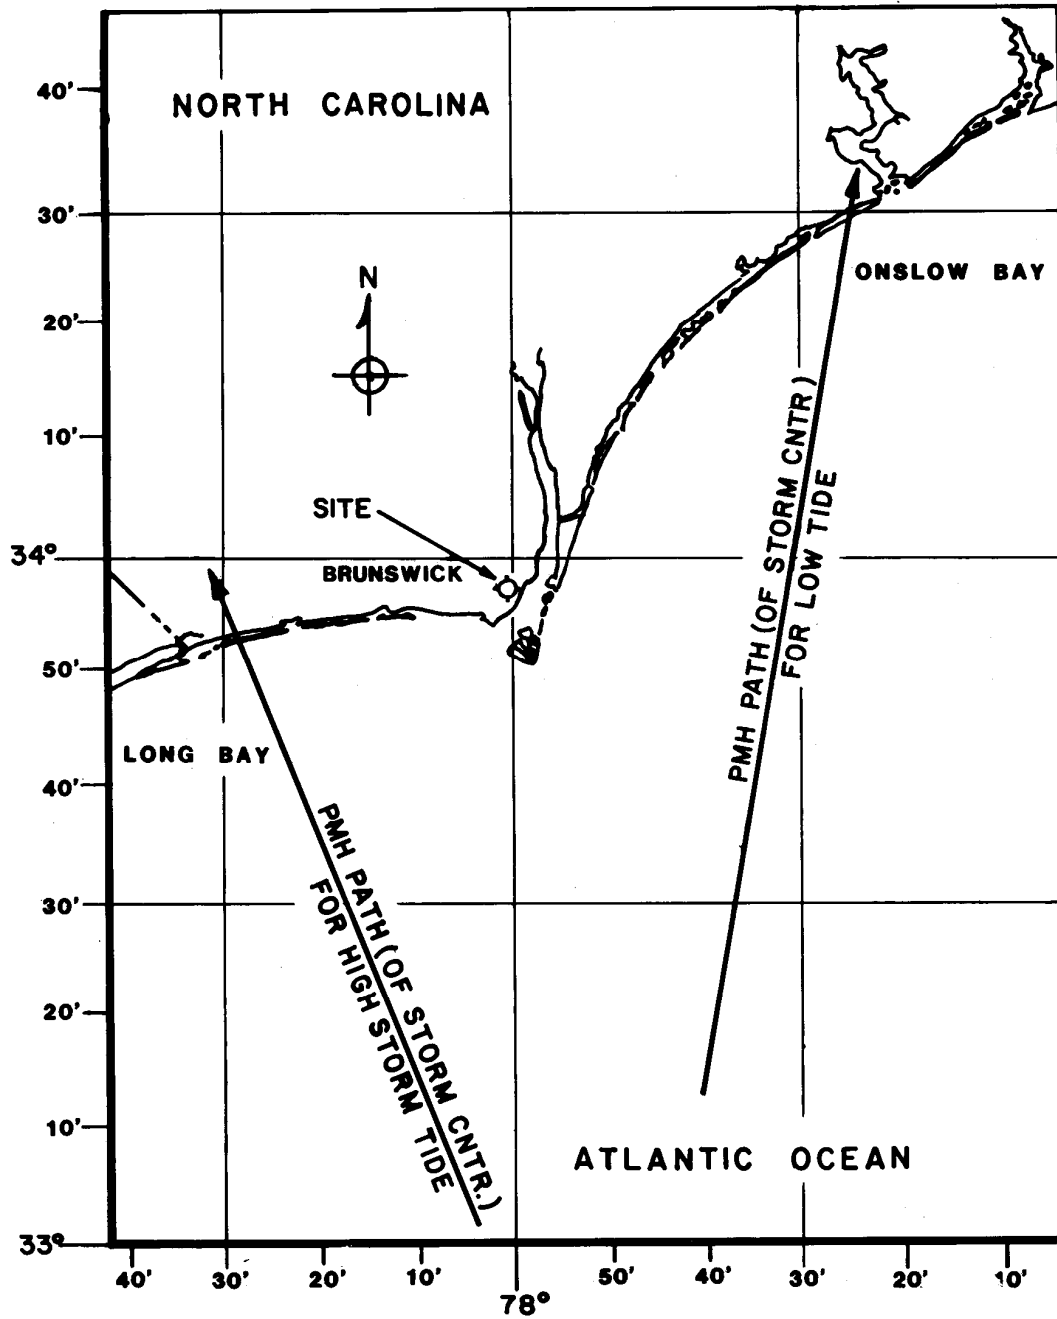 40'
NORTH CAROLINA
30'
N
ONSLOW BAY
20'
10'
SITE
34°
BRUNSWICK
50'
LONG BAY
40'
30'
20'
10'
33°
PMH PATH (OF STORM CNTR.)
FOR HIGH STORM TIDE
PMH PATH (OF STORM CNTR)
FOR LOW TIDE
ATLANTIC OCEAN
40' 30' 20' 10' 78° 50' 40' 30' 20' 10'